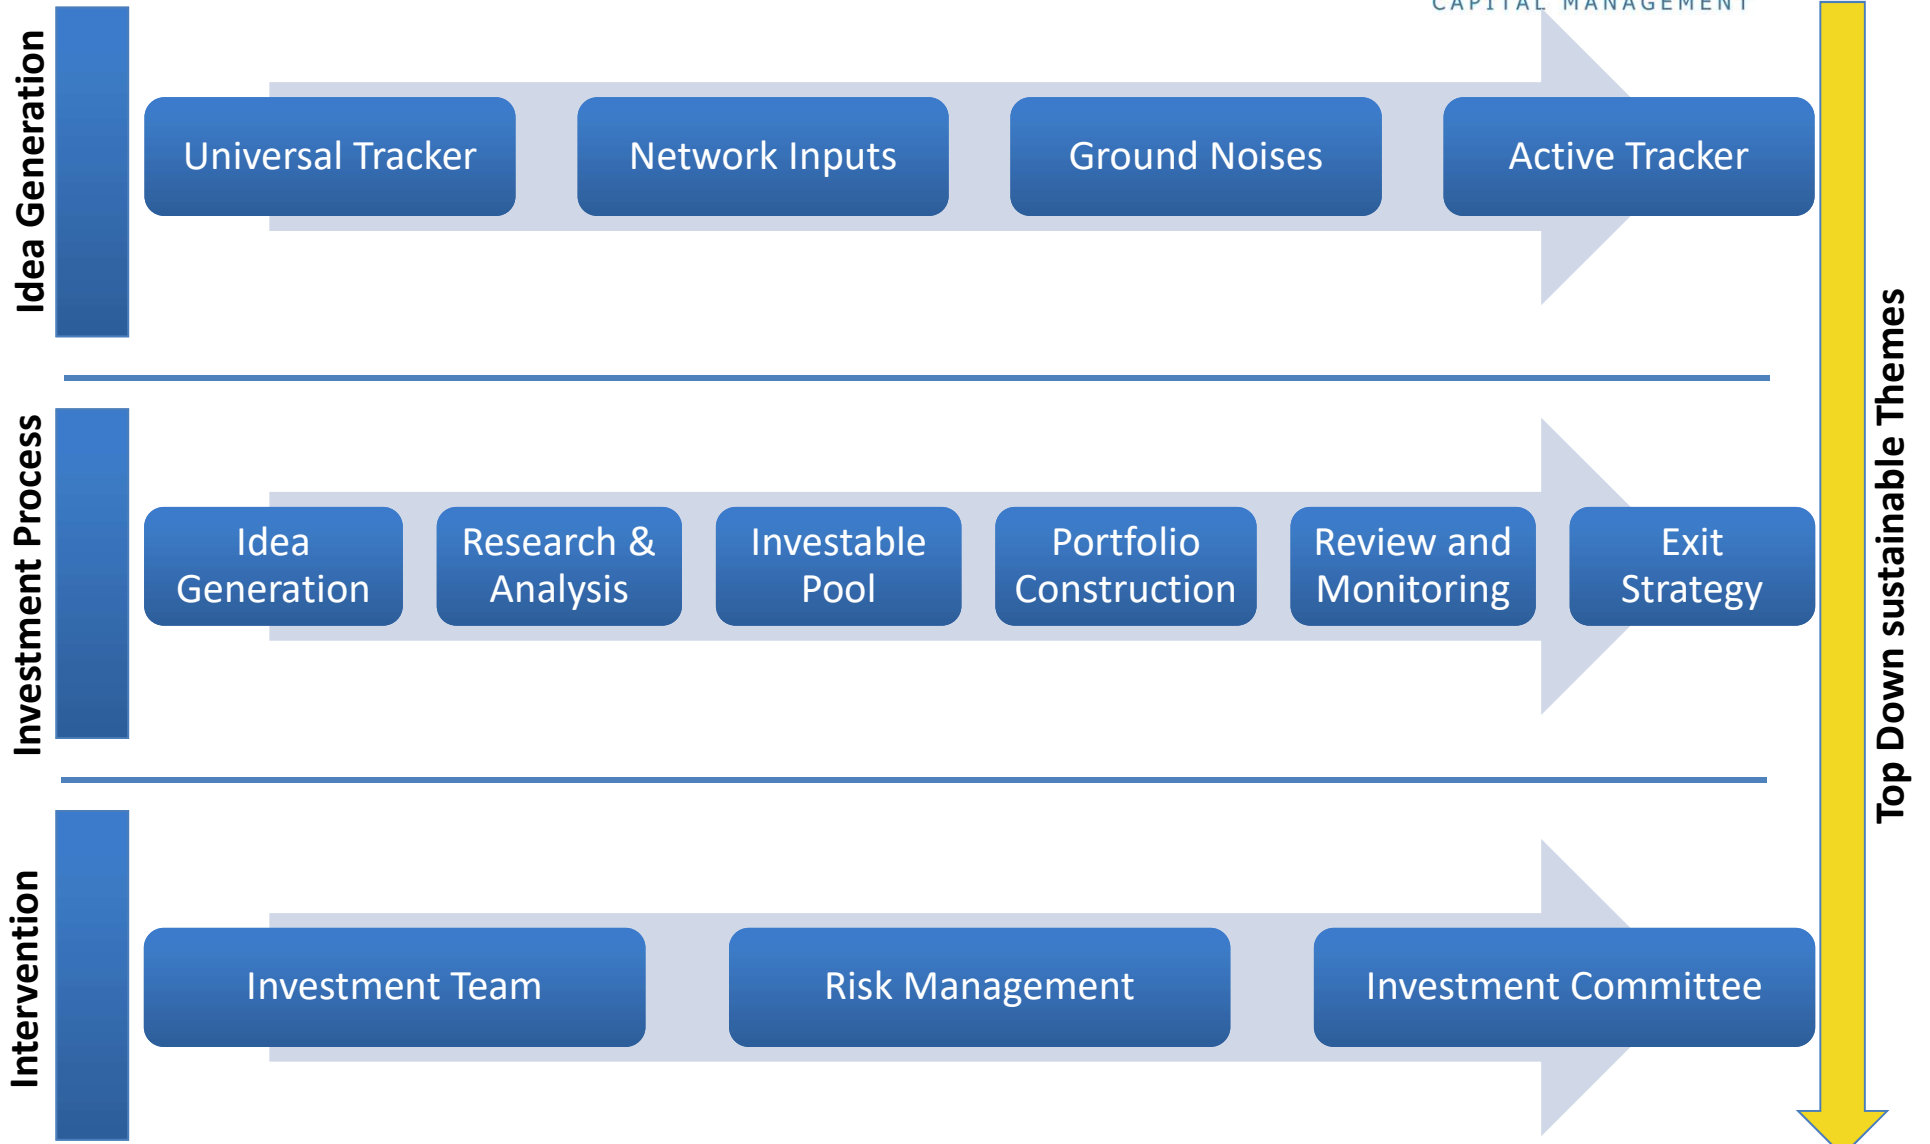 CAPITAL MANAGEMENT
Idea Generation
Universal Tracker
Network Inputs
Ground Noises
Active Tracker
Investment Process
Idea
Generation
Research &
Analysis
Investable
Pool
Portfolio
Construction
Review and
Monitoring
Exit
Strategy
Intervention
Investment Team
Risk Management
Investment Committee
Top Down sustainable Themes